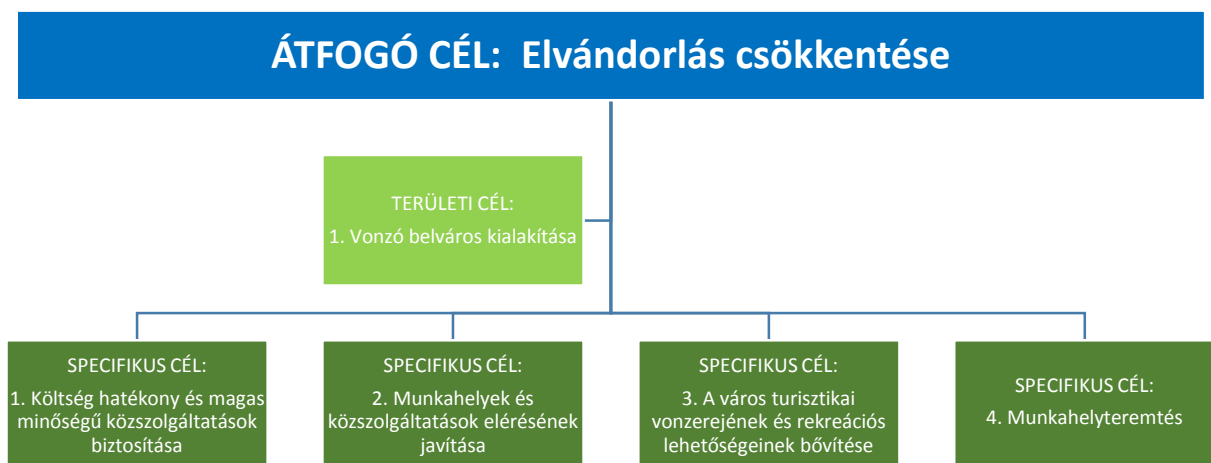 ÁTFOGÓ CÉL: Elvándorlás csökkentése
TERÜLETI CÉL:
1. Vonzó belváros kialakítása
SPECIFIKUS CÉL:
1. Költség hatékony és magas
minőségű közszolgáltatások
biztosítása
SPECIFIKUS CÉL:
2. Munkahelyek és
közszolgáltatások elérésének
javítása
SPECIFIKUS CÉL:
3. A város turisztikai
vonzerejének és rekreációs
lehetőségeinek bővítése
SPECIFIKUS CÉL:
4. Munkahelyteremtés